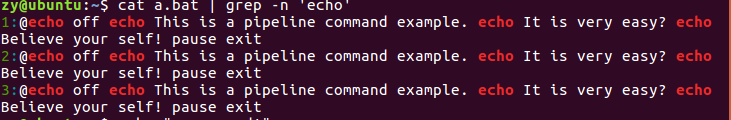 zy@ubuntu:~$ cat a.bat | grep -n 'echo'
1:@echo off echo This is a pipeline command example. echo It is very easy? echo
Believe your self! pause exit
2:@echo off echo This is a pipeline command example. echo It is very easy? echo
Believe your self! pause exit
3:@echo off echo This is a pipeline command example. echo It is very easy? echo
Believe your self! pause exit